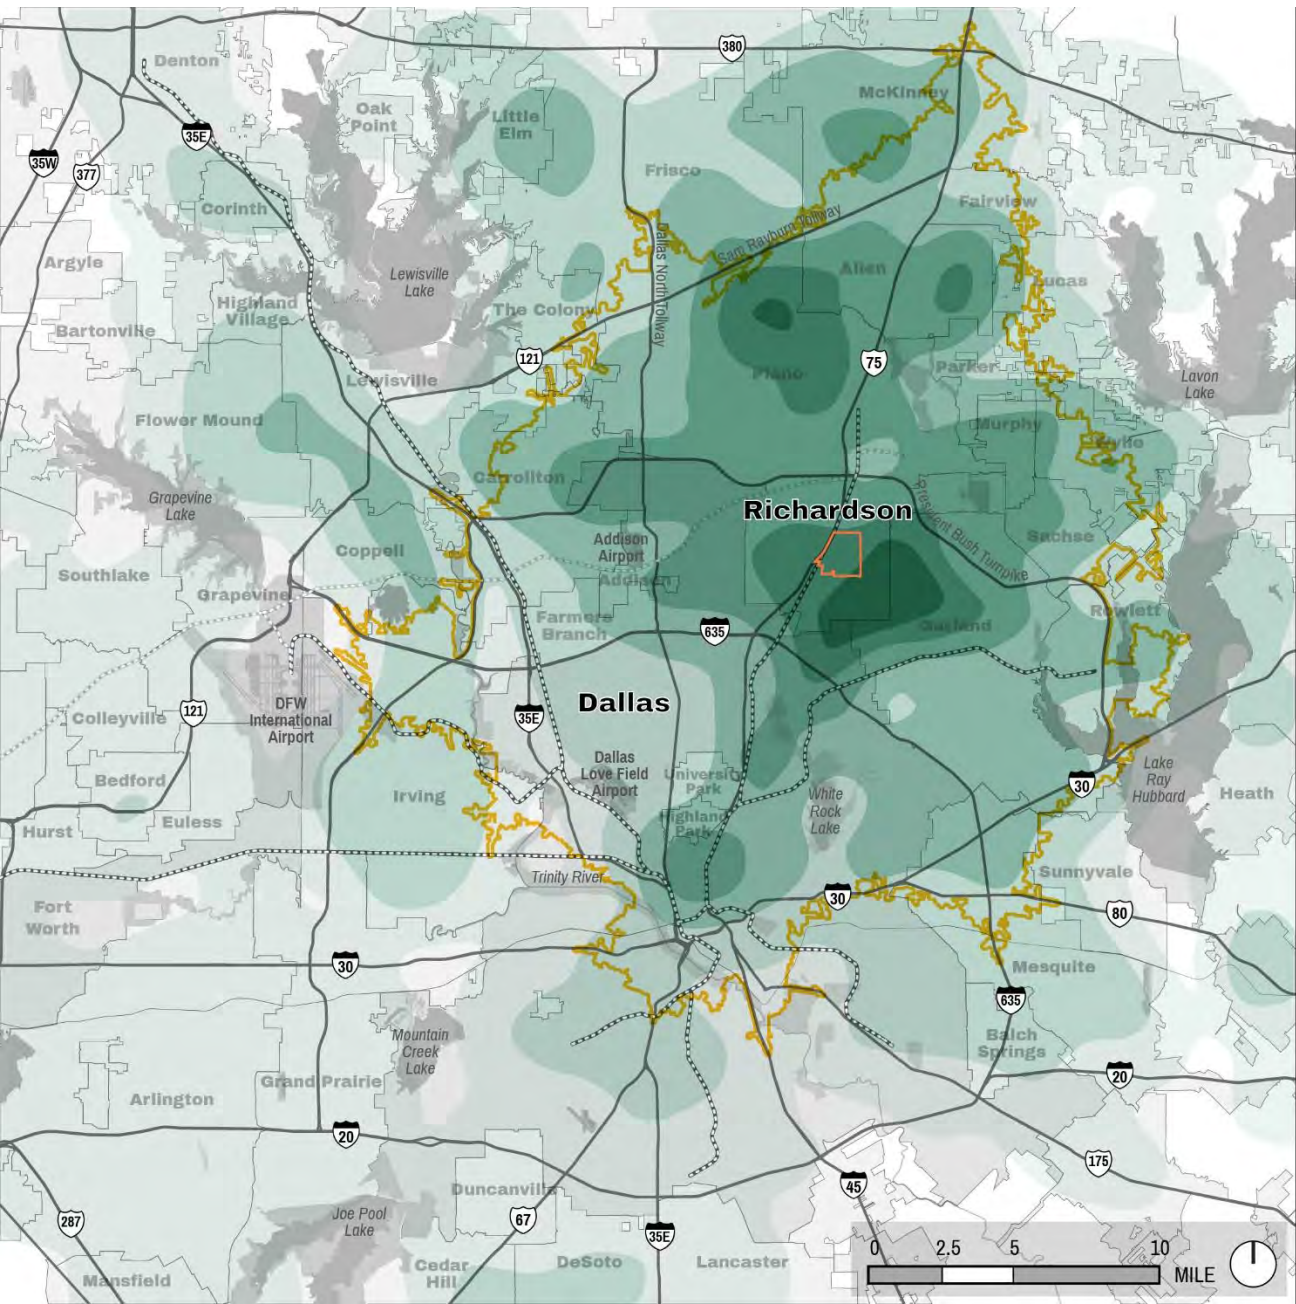 380
Denton
McKinney
Oak
Point
Little
Elm
35E
35W
377
Frisco
Corinth
Fairview
Sam Rayburn Tollway
Dallas North Tollway
Argyle
Allen
Lucas
Lewisville
Lake
Highland
Village
The Colony
Bartonville
121
75
Plano
Parker
Lavon
Lake
Lewisville
Flower Mound
Murphy
Wylie
Carrollton
Grapevine
Lake
Richardson
President Bush Turnpike
Addison
Airport
Sachse
Coppell
Southlake
Addison
Grapevine
Rowlett
Farmers
Branch
635
Garland
Dallas
DFW
International
Airport
Colleyville
121
35E
Dallas
Love Field
Airport
University
Park
Lake
Ray
Hubbard
Bedford
Irving
White
Rock
Lake
30
Heath
Hurst
Euless
Highland
Park
Trinity River
Sunnyvale
30
80
Fort
Worth
30
Mesquite
635
Mountain
Creek
Lake
Balch
Springs
Grand Prairie
20
Arlington
20
175
Duncanville
45
287
Joe Pool
Lake
67
35E
Cedar
Hill
DeSoto
Lancaster
Mansfield
0 2.5 5 10
MILE